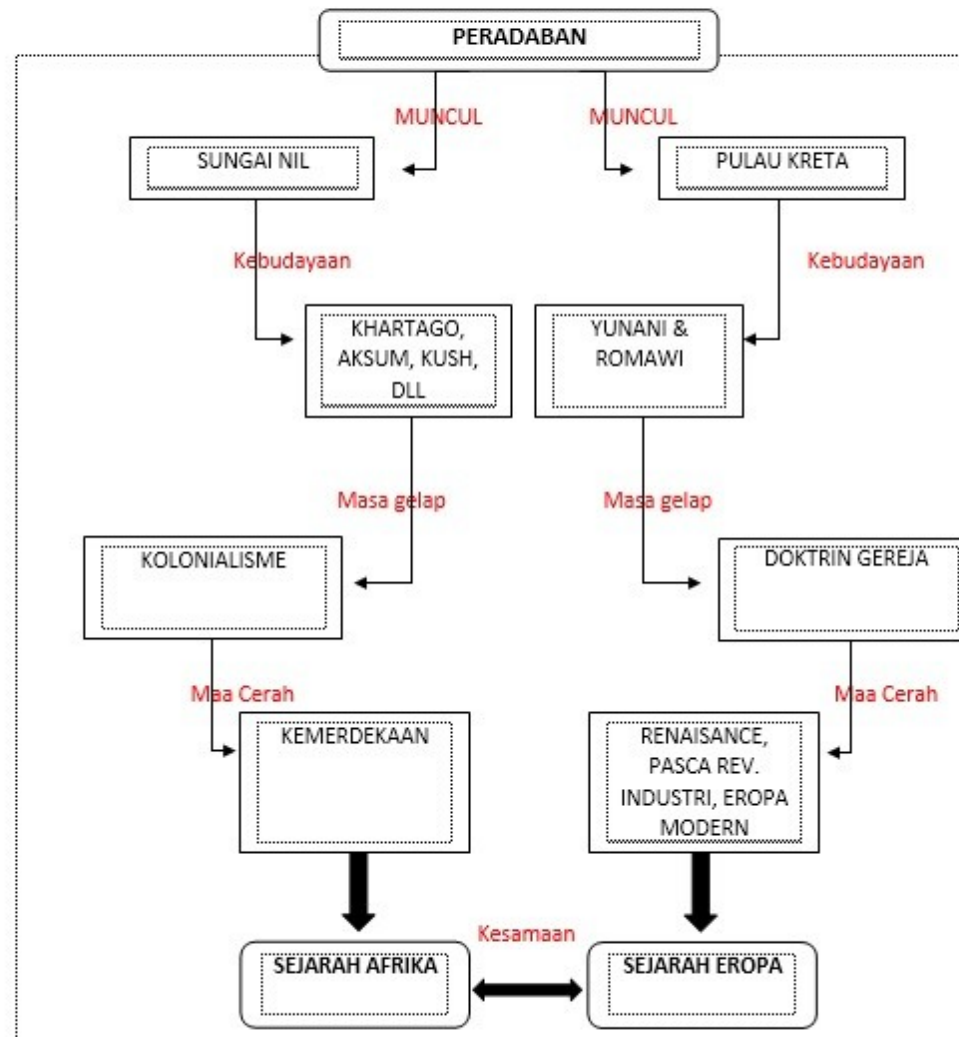 PERADABAN
MUNCUL
MUNCUL
SUNGAI NIL
PULAU KRETA
Kebudayaan
Kebudayaan
KHARTAGO,
AKSUM, KUSH,
DLL
YUNANI &
ROMAWI
Masa gelap
Masa gelap
KOLONIALISME
DOKTRIN GEREJA
Maa Cerah
Maa Cerah
KEMERDEKAAN
RENAISANCE,
PASCA REV.
INDUSTRI, EROPA
MODERN
Kesamaan
SEJARAH AFRIKA
SEJARAH EROPA